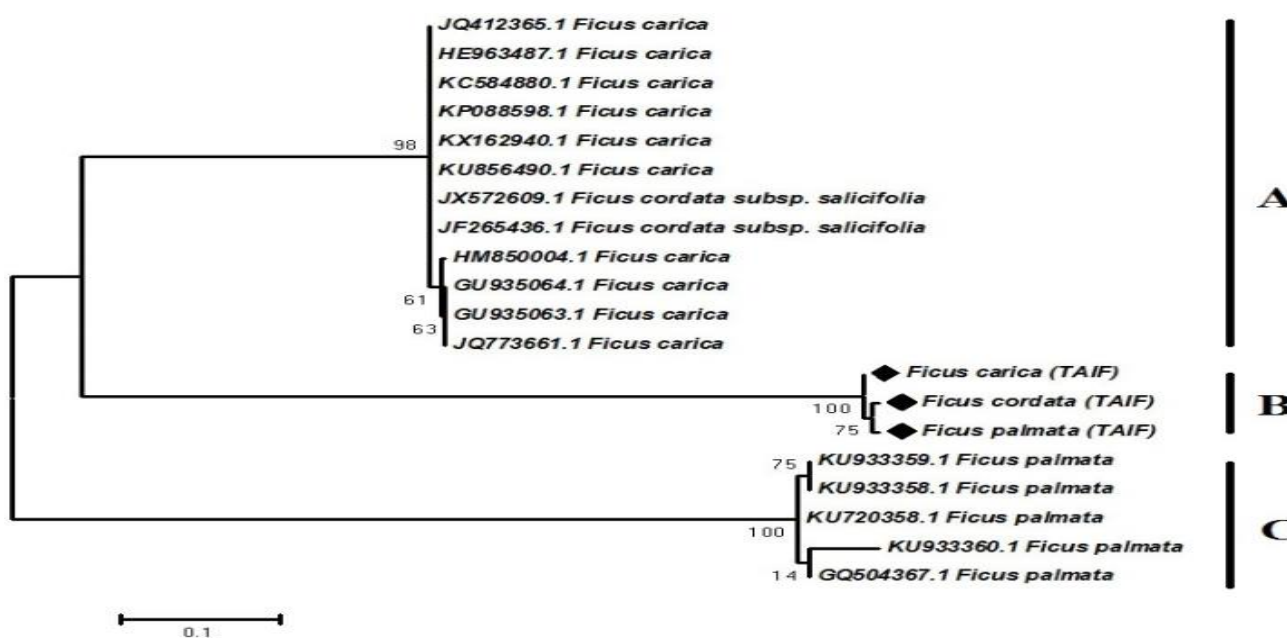 JQ412365.1 Ficus carica
HE963487.1 Ficus carica
KC584880.1 Ficus carica
KP088598.1 Ficus carica
98
KX162940.1 Ficus carica
KU856490.1 Ficus carica
JX572609.1 Ficus cordata subsp. salicifolia
A
JF265436.1 Ficus cordata subsp. salicifolia
HM850004.1 Ficus carica
GU935064.1 Ficus carica
61
GU935063.1 Ficus carica
63
JQ773661.1 Ficus carica
Ficus carica (TAIF)
100
Ficus cordata (TAIF)
B
75
Ficus palmata (TAIF)
75
KU933359.1 Ficus palmata
KU933358.1 Ficus palmata
KU720358.1 Ficus palmata
100
C
KU933360.1 Ficus palmata
14
GQ504367.1 Ficus palmata
0.1